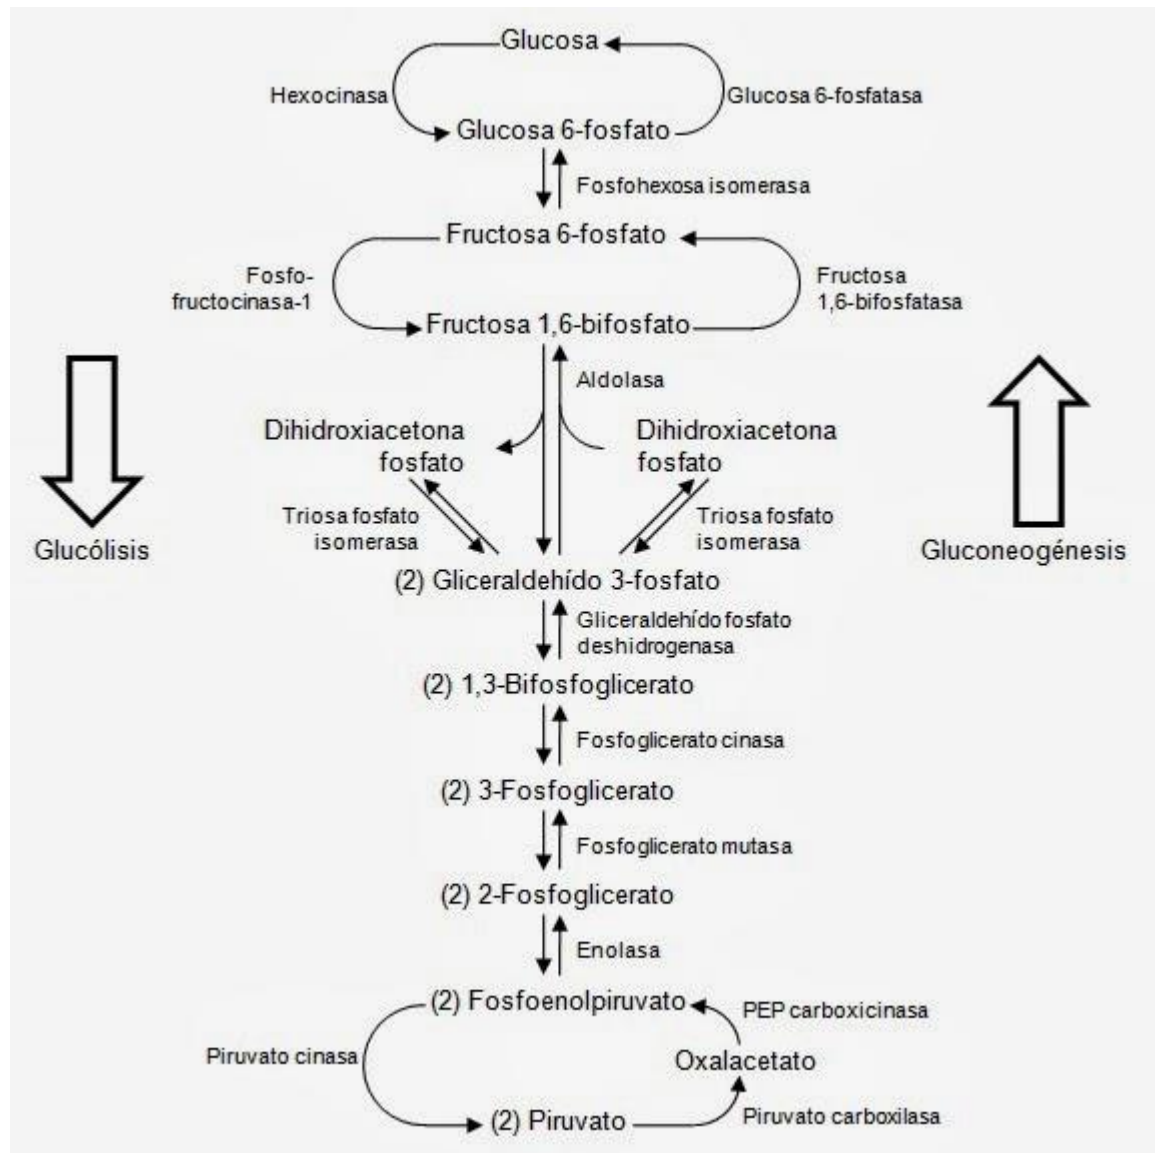 Glucosa
Hexocinasa
Glucosa 6-fosfatasa
Glucosa 6-fosfato
Fosfohexosa isomerasa
Fructosa 6-fosfato
Fosfo-
fructocinasa-1
Fructosa
1,6-bifosfatasa
Fructosa 1,6-bifosfato
Aldolasa
Dihidroxiacetona
fosfato
Dihidroxiacetona
fosfato
Triosa fosfato
isomerasa
Triosa fosfato
isomerasa
Glucólisis
Gluconeogénesis
(2) Gliceraldehído 3-fosfato
Gliceraldehído fosfato
deshidrogenasa
(2) 1,3-Bifosfoglicerato
Fosfoglicerato cinasa
(2) 3-Fosfoglicerato
Fosfoglicerato mutasa
(2) 2-Fosfoglicerato
Enolasa
(2) Fosfoenolpiruvato
PEP carboxicinasa
Piruvato cinasa
Oxalacetato
(2) Piruvato
Piruvato carboxilasa